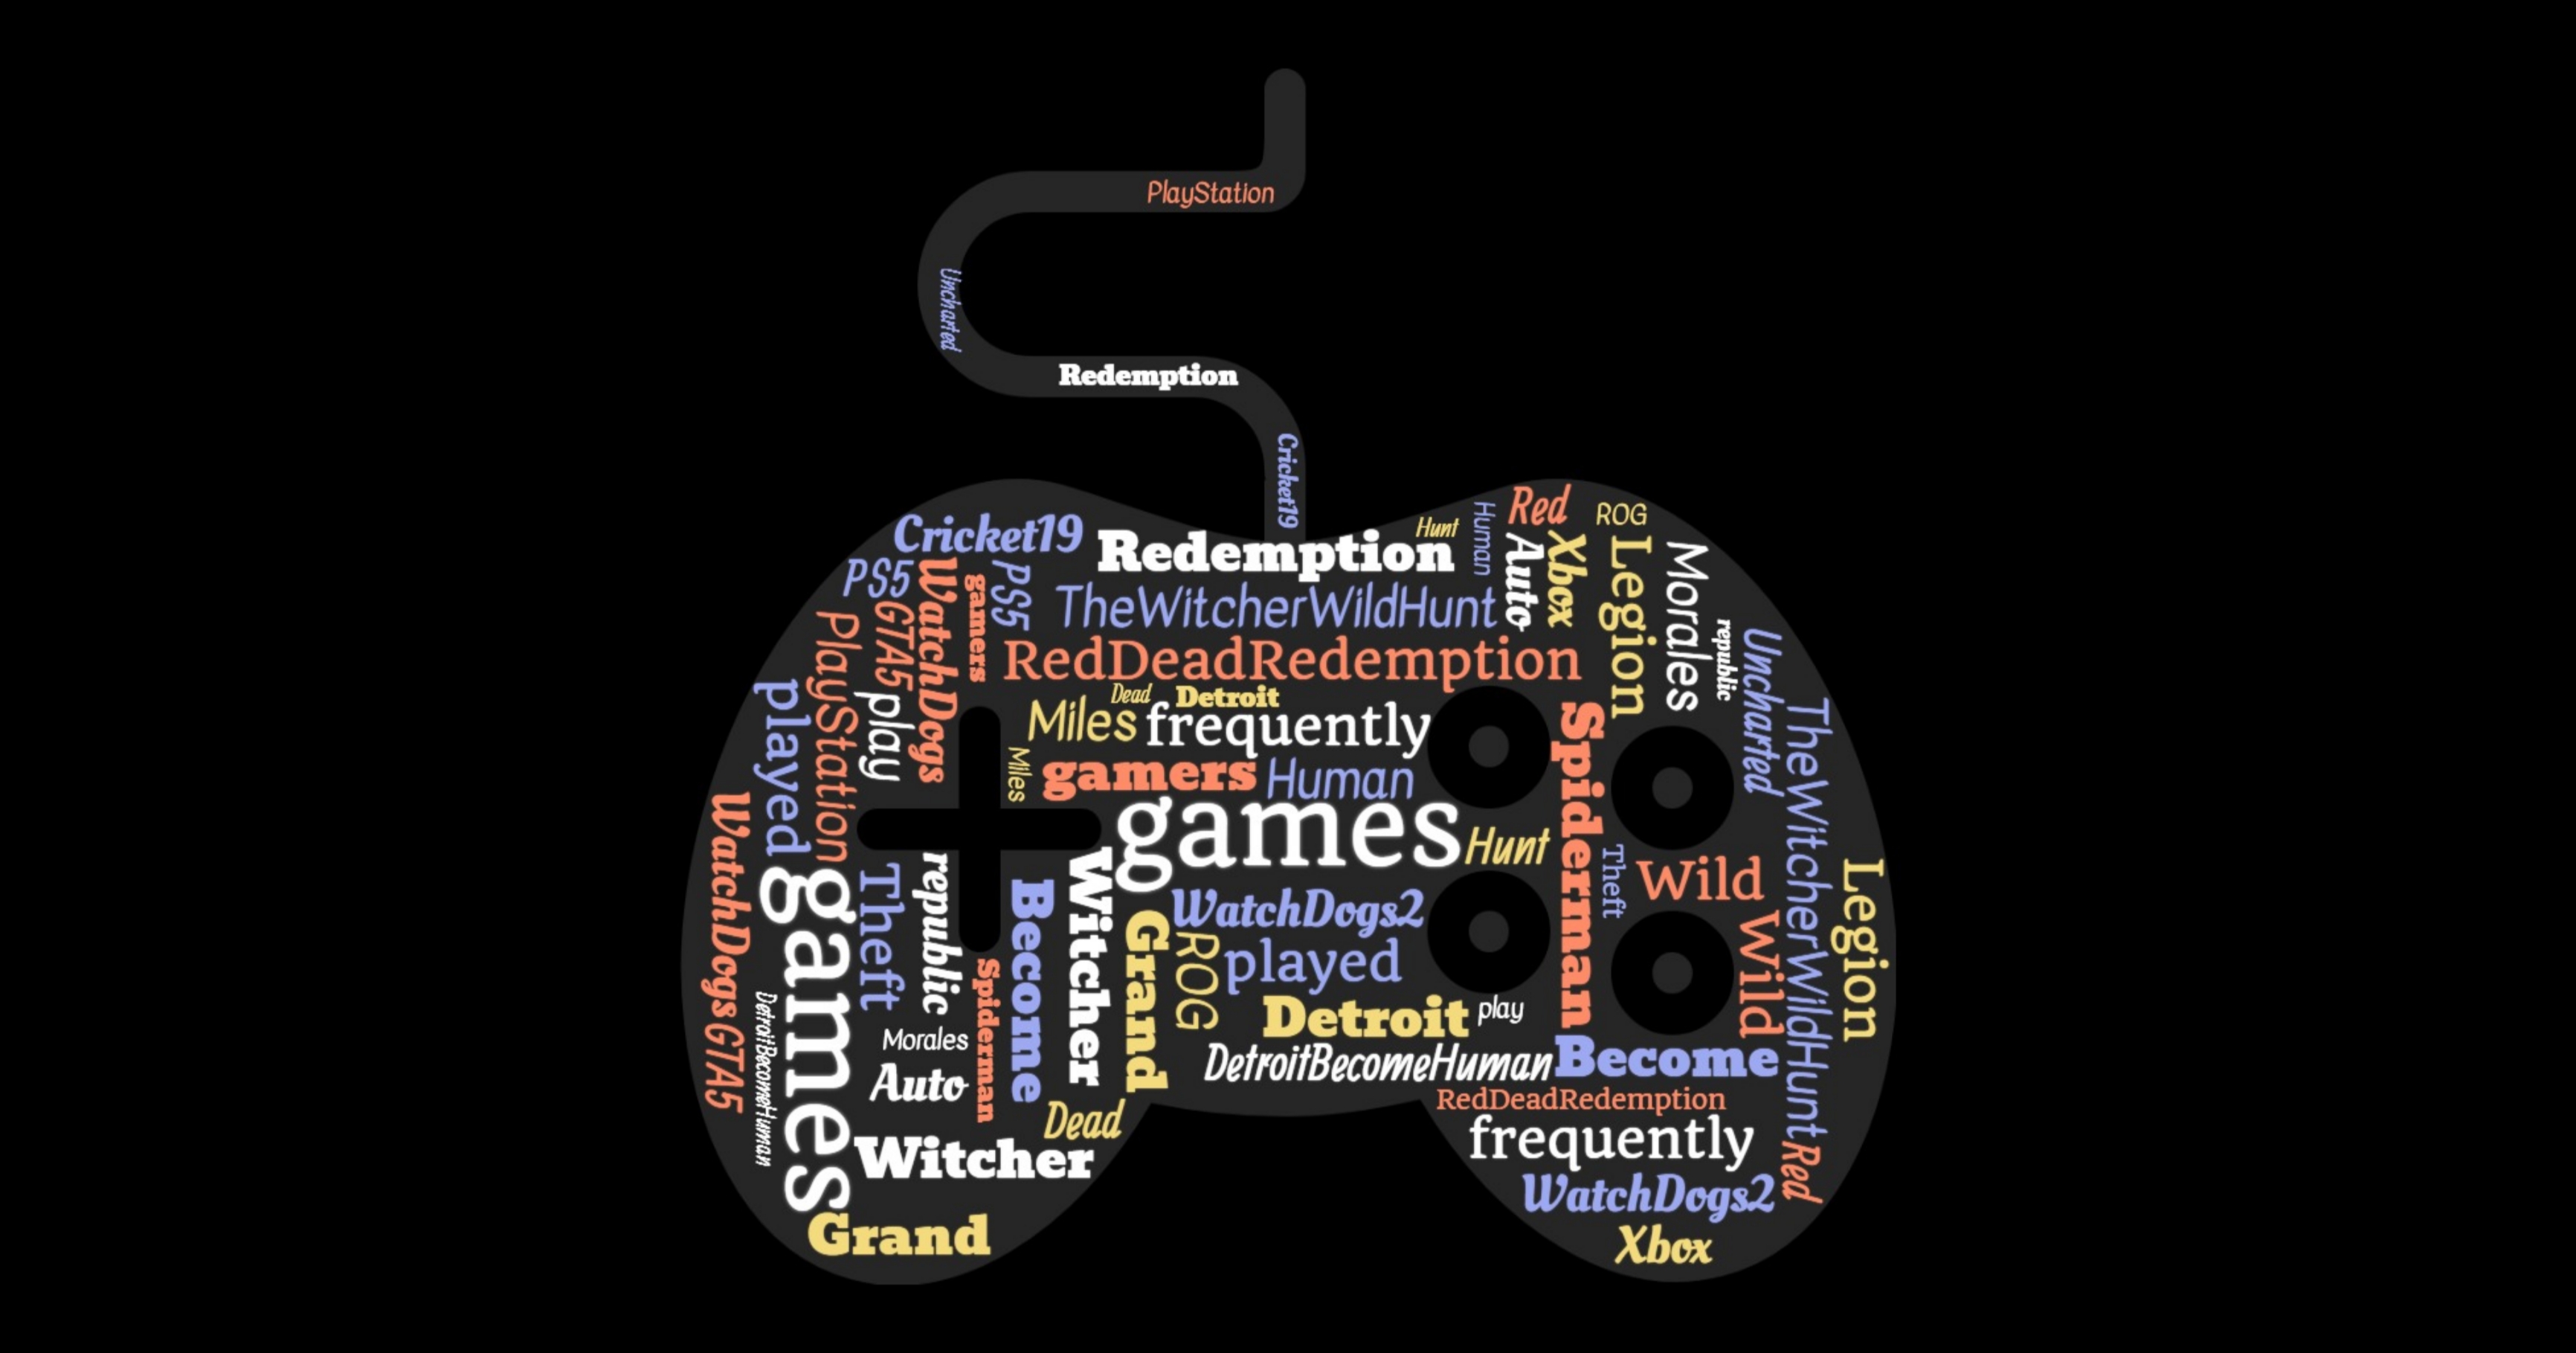 PlayStation
Uncharted
Redemption
Cricket19
Cricket19
Redemption
Hunt
Human
Red
ROG
PS5
WatchDogs
gamers
PS5
TheWitcherWildHunt
Auto
Xbox
Legion
Morales
PlayStation
GTA5
RedDeadRedemption
republic
Uncharted
played
play
Miles
Dead
Detroit
frequently
Spiderman
TheWitcherWildHunt
Miles
gamers
Human
WatchDogs
games
Hunt
Theft
Wild
Legion
games
Theft
republic
Become
Witcher
Grand
WatchDogs2
ROG
played
Wild
Spiderman
Detroit
play
GTA5
DetroitBecomeHuman
Morales
DetroitBecomeHuman
Become
Auto
RedDeadRedemption
Dead
frequently
Red
Witcher
WatchDogs2
Grand
Xbox